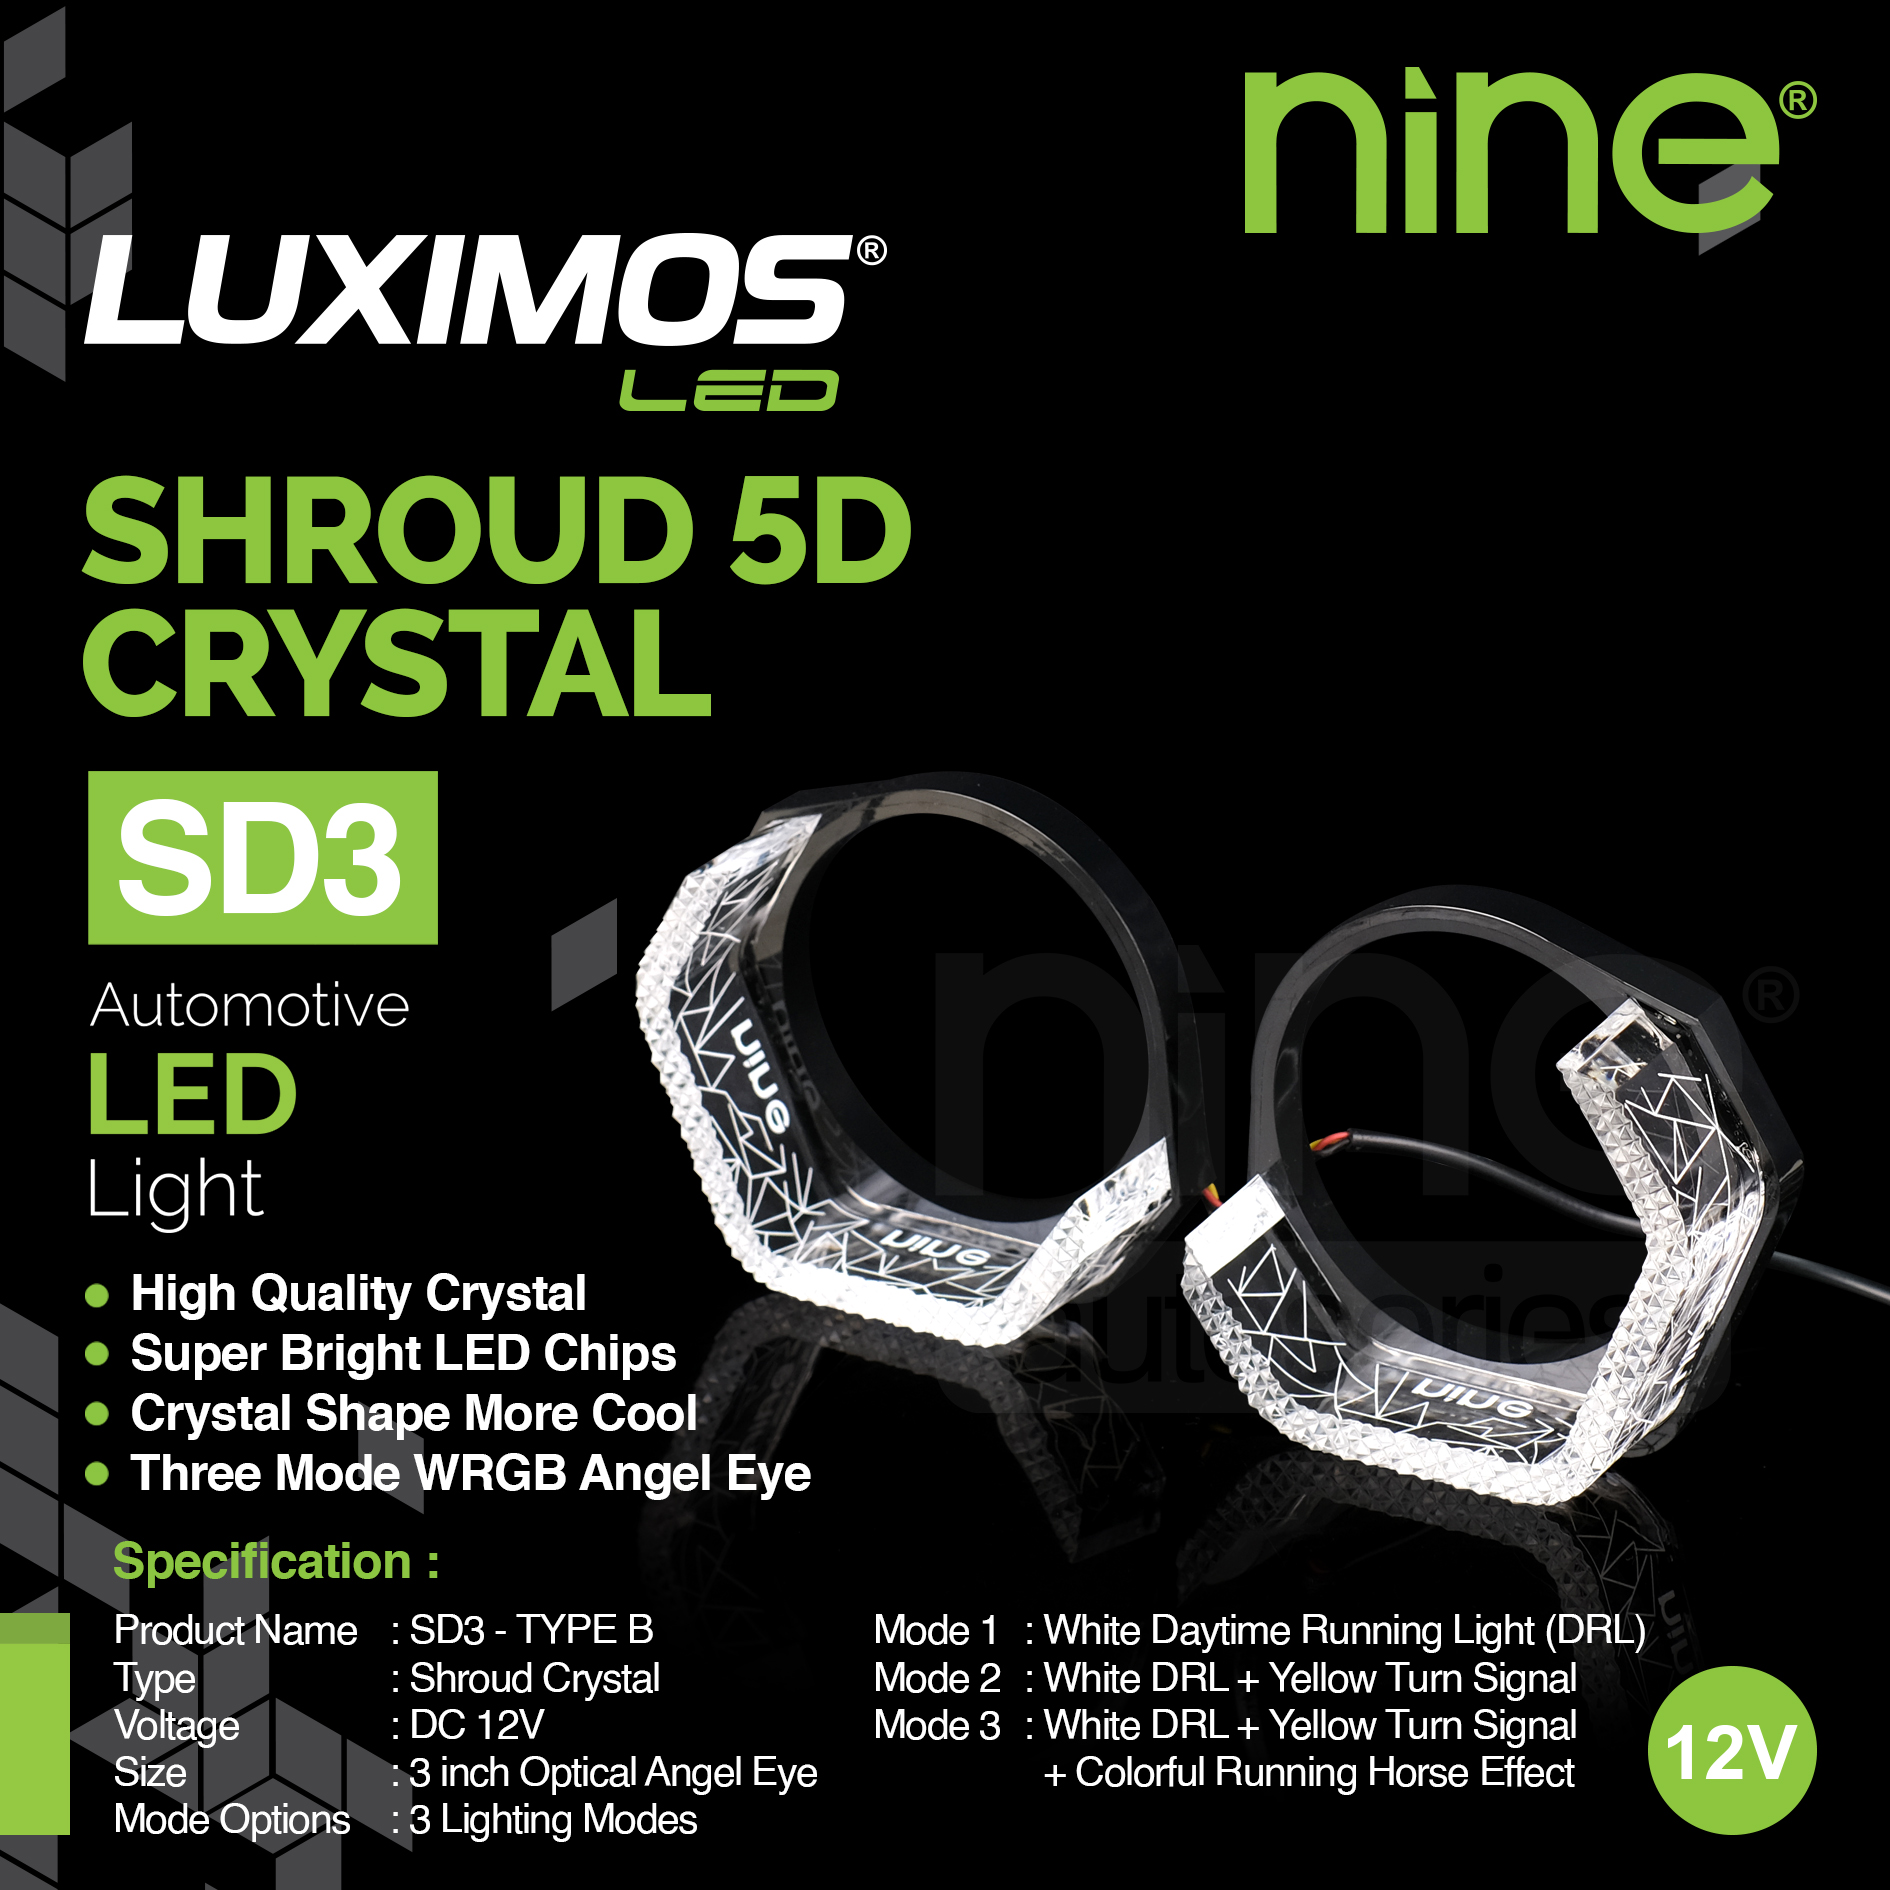 nine®
LUXIMOS®
LED
SHROUD 5D
CRYSTAL
SD3
Automotive
LED
Light
• High Quality Crystal
• Super Bright LED Chips
• Crystal Shape More Cool
• Three Mode WRGB Angel Eye
nine
nine
nine
nine®
autosories
Specification :
Product Name : SD3 - TYPE B
Type : Shroud Crystal
Voltage : DC 12V
Size : 3 inch Optical Angel Eye
Mode Options : 3 Lighting Modes
Mode 1 : White Daytime Running Light (DRL)
Mode 2 : White DRL + Yellow Turn Signal
Mode 3 : White DRL + Yellow Turn Signal
+ Colorful Running Horse Effect
12V